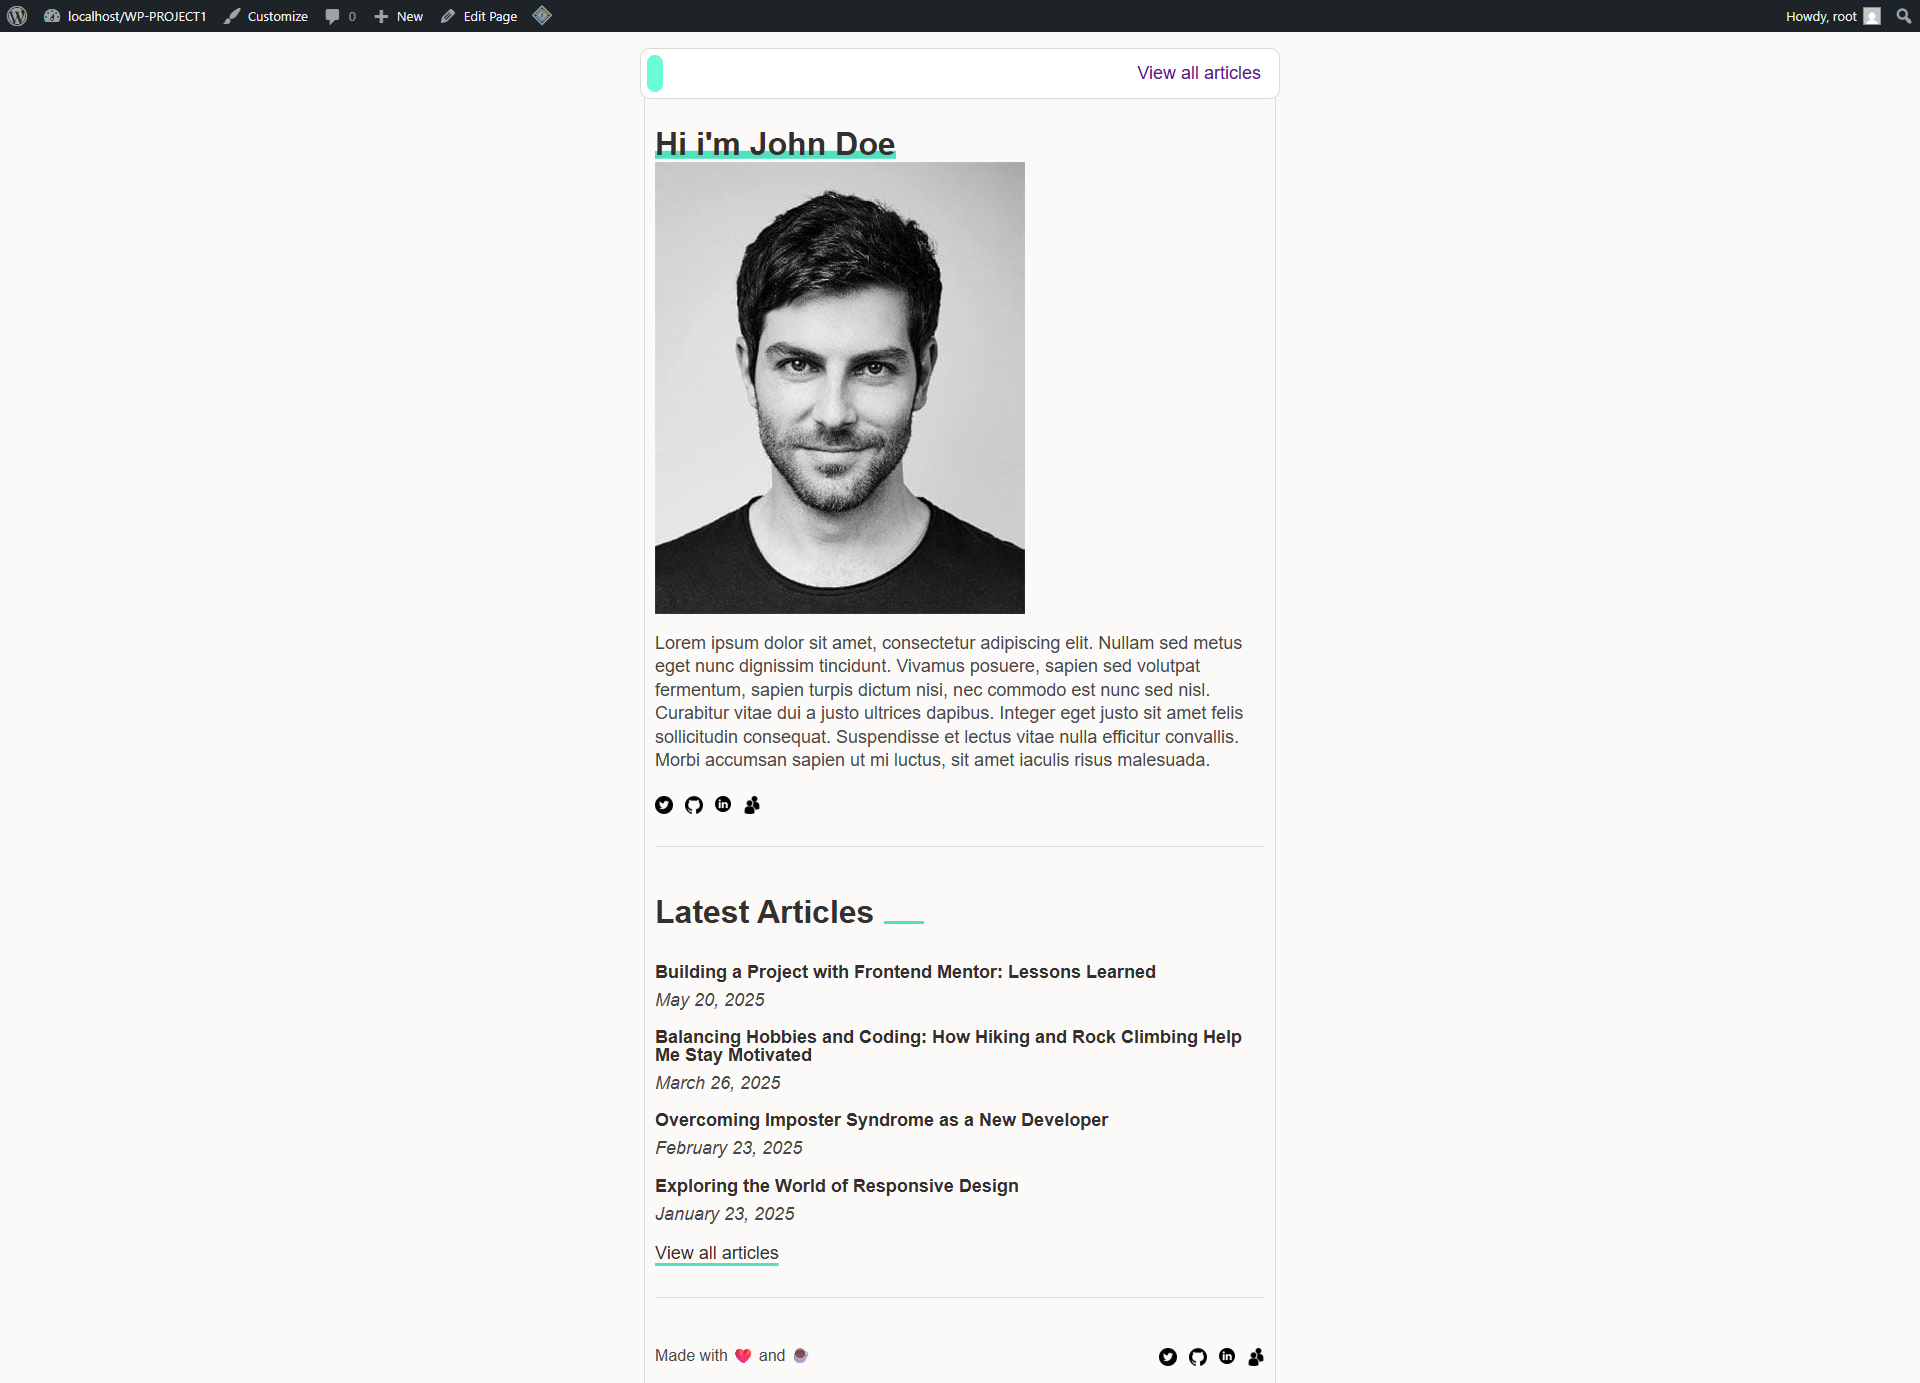 localhost/WP-PROJECT1 Customize 0 New Edit Page Howdy, root
View all articles
Hi i'm John Doe
Lorem ipsum dolor sit amet, consectetur adipiscing elit. Nullam sed metus
eget nunc dignissim tincidunt. Vivamus posuere, sapien sed volutpat
fermentum, sapien turpis dictum nisi, nec commodo est nunc sed nisl.
Curabitur vitae dui a justo ultrices dapibus. Integer eget justo sit amet felis
sollicitudin consequat. Suspendisse et lectus vitae nulla efficitur convallis.
Morbi accumsan sapien ut mi luctus, sit amet iaculis risus malesuada.
Latest Articles
Building a Project with Frontend Mentor: Lessons Learned
May 20, 2025
Balancing Hobbies and Coding: How Hiking and Rock Climbing Help
Me Stay Motivated
March 26, 2025
Overcoming Imposter Syndrome as a New Developer
February 23, 2025
Exploring the World of Responsive Design
January 23, 2025
View all articles
Made with ❤️ and ☕